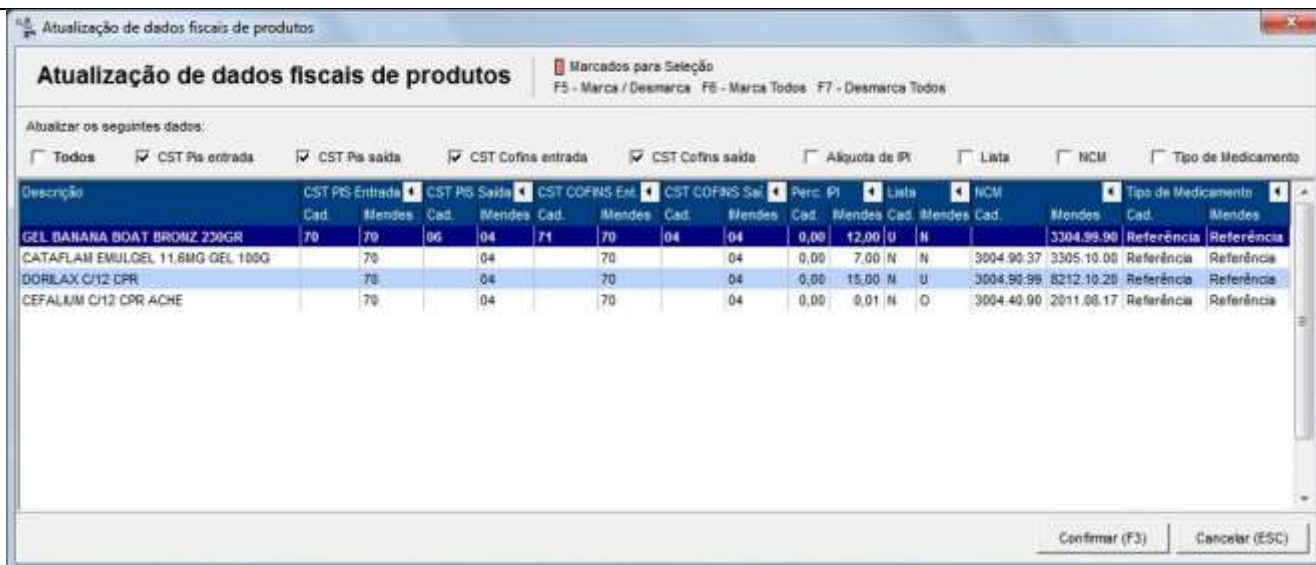 Atualização de dados fiscais de produtos
Atualização de dados fiscais de produtos
Marcados para Seleção
F5 - Marca / Desmarca F6 - Marca Todos F7 - Desmarca Todos
Atualizar os seguintes dados:
Todos CST Pis entrada CST Pis saída CST Cofins entrada CST Cofins saída Alíquota de IPI Lista NCM Tipo de Medicamento
Descrição CST PIS Entrada CST PIS Saída CST COFINS Ent. CST COFINS Saí. Perc. IPI Lista NCM Tipo de Medicamento
Cad. Mendes Cad. Mendes Cad. Mendes Cad. Mendes Cad. Mendes Cad. Mendes Cad. Mendes Cad. Mendes
GEL BANANA BOAT BRONZ 230GR 70 70 06 04 71 70 04 04 0,00 12,00 U N 3304.99.90 Referência Referência
CATAFLAM EMULGEL 11,6MG GEL 100G 70 04 70 04 0,00 7,00 N N 3004.90.37 3305.10.00 Referência Referência
DORILAX C/12 CPR 70 04 70 04 0,00 15,00 N U 3004.90.99 8212.10.20 Referência Referência
CEFALIUM C/12 CPR ACHE 70 04 70 04 0,00 0,01 N O 3004.40.90 2011.08.17 Referência Referência
Confirmar (F3) Cancelar (ESC)